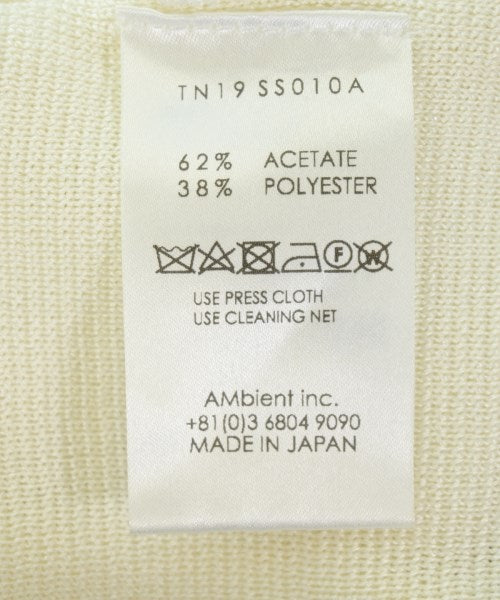 TN19 SS010A
62% ACETATE
38% POLYESTER
F W
USE PRESS CLOTH
USE CLEANING NET
AMbient inc.
+81(0)3 6804 9090
MADE IN JAPAN